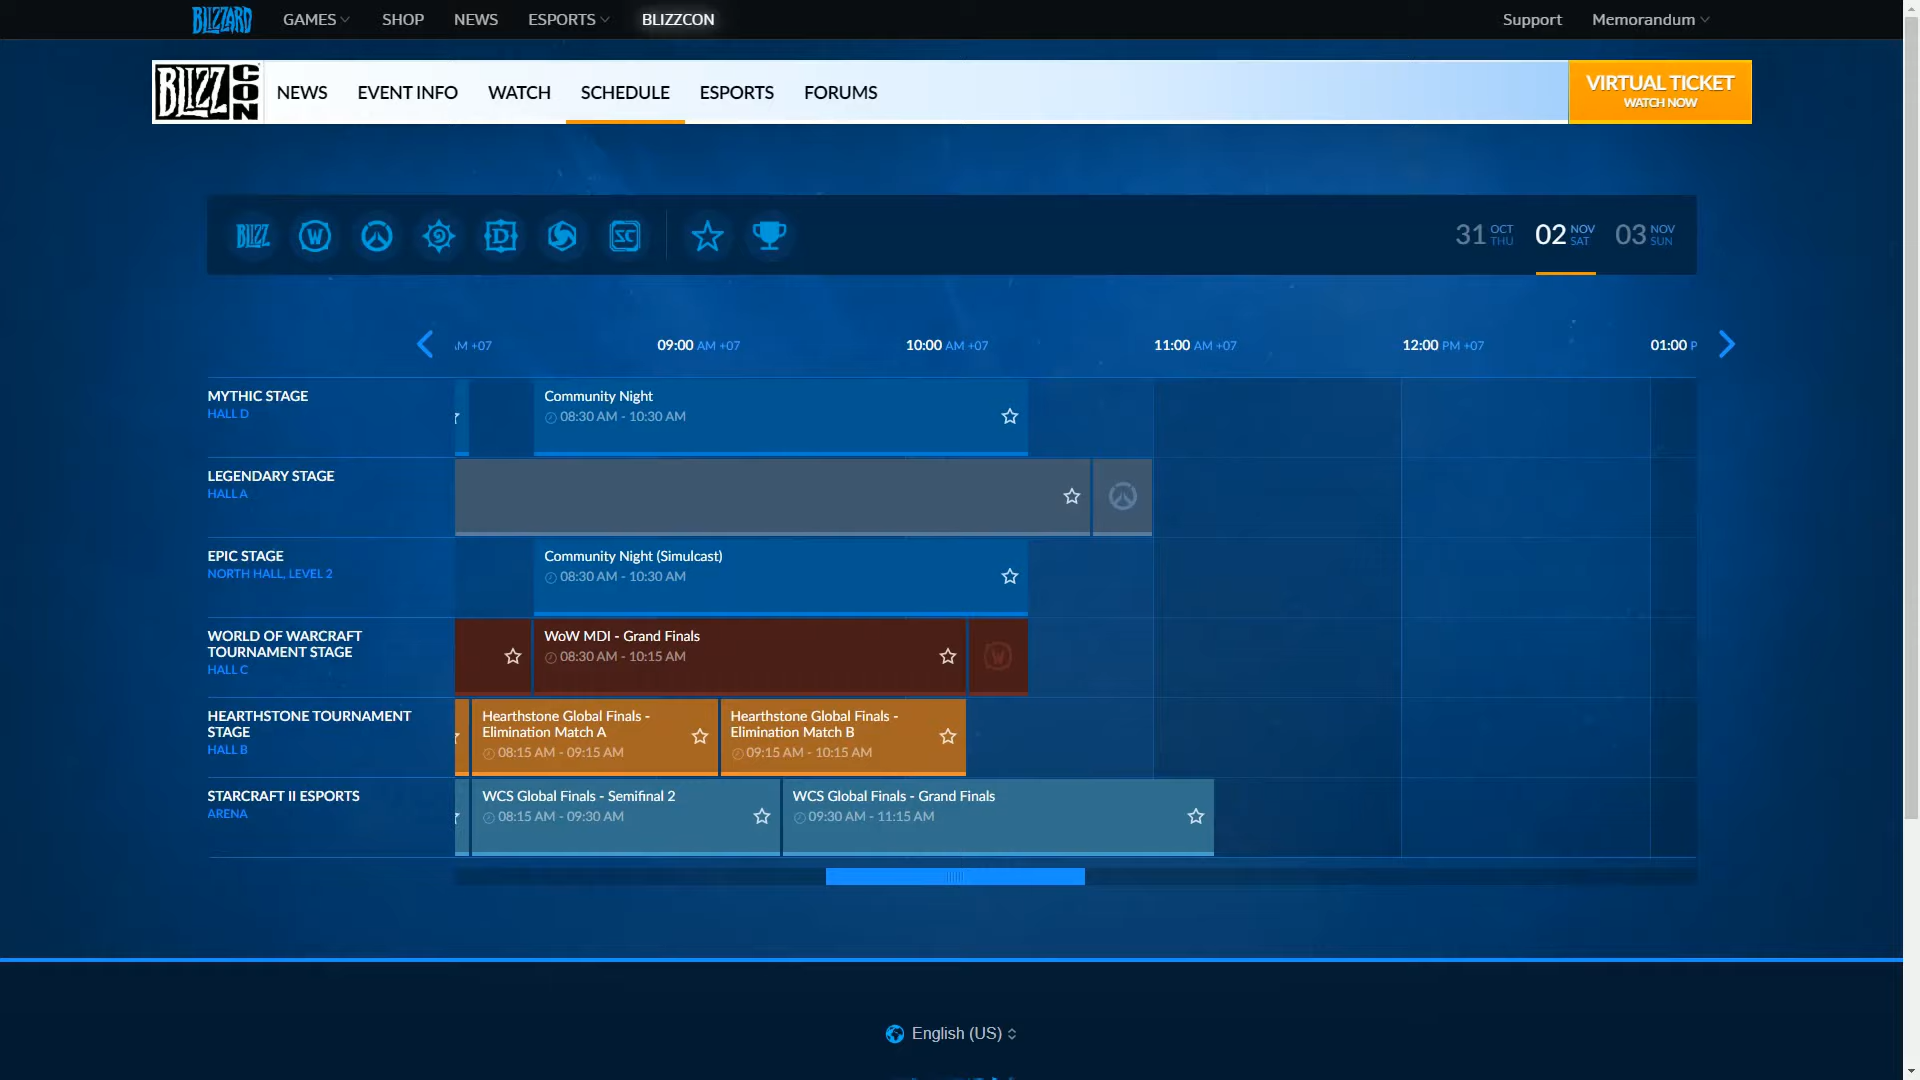 BLIZZARD GAMES SHOP NEWS ESPORTS BLIZZCON Support Memorandum
BLIZZCON NEWS EVENT INFO WATCH SCHEDULE ESPORTS FORUMS VIRTUAL TICKET
WATCH NOW
BLIZZ W D SC 31 OCT THU 02 NOV SAT 03 NOV SUN
AM +07 09:00 AM +07 10:00 AM +07 11:00 AM +07 12:00 PM +07 01:00 P
MYTHIC STAGE
HALL D
Community Night
08:30 AM - 10:30 AM
LEGENDARY STAGE
HALL A
EPIC STAGE
NORTH HALL, LEVEL 2
Community Night (Simulcast)
08:30 AM - 10:30 AM
WORLD OF WARCRAFT
TOURNAMENT STAGE
HALL C
WoW MDI - Grand Finals
08:30 AM - 10:15 AM
W
HEARTHSTONE TOURNAMENT
STAGE
HALL B
Hearthstone Global Finals -
Elimination Match A
08:15 AM - 09:15 AM
Hearthstone Global Finals -
Elimination Match B
09:15 AM - 10:15 AM
STARCRAFT II ESPORTS
ARENA
WCS Global Finals - Semifinal 2
08:15 AM - 09:30 AM
WCS Global Finals - Grand Finals
09:30 AM - 11:15 AM
English (US)